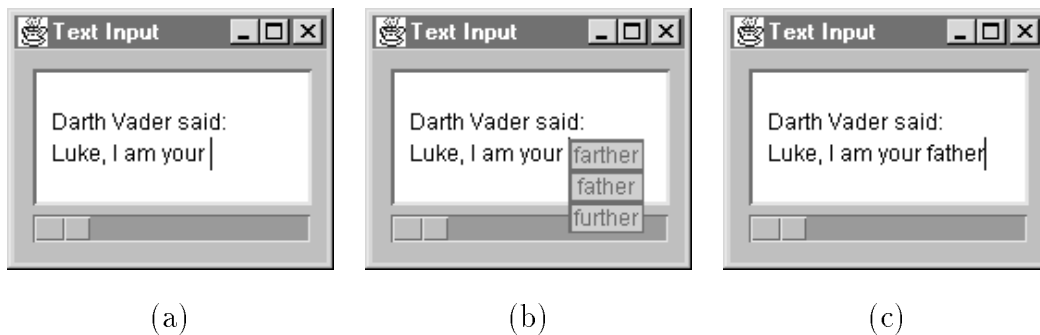 Text Input
Darth Vader said:
Luke, I am your
Text Input
Darth Vader said:
Luke, I am your
farther
father
further
Text Input
Darth Vader said:
Luke, I am your father
(a)
(b)
(c)